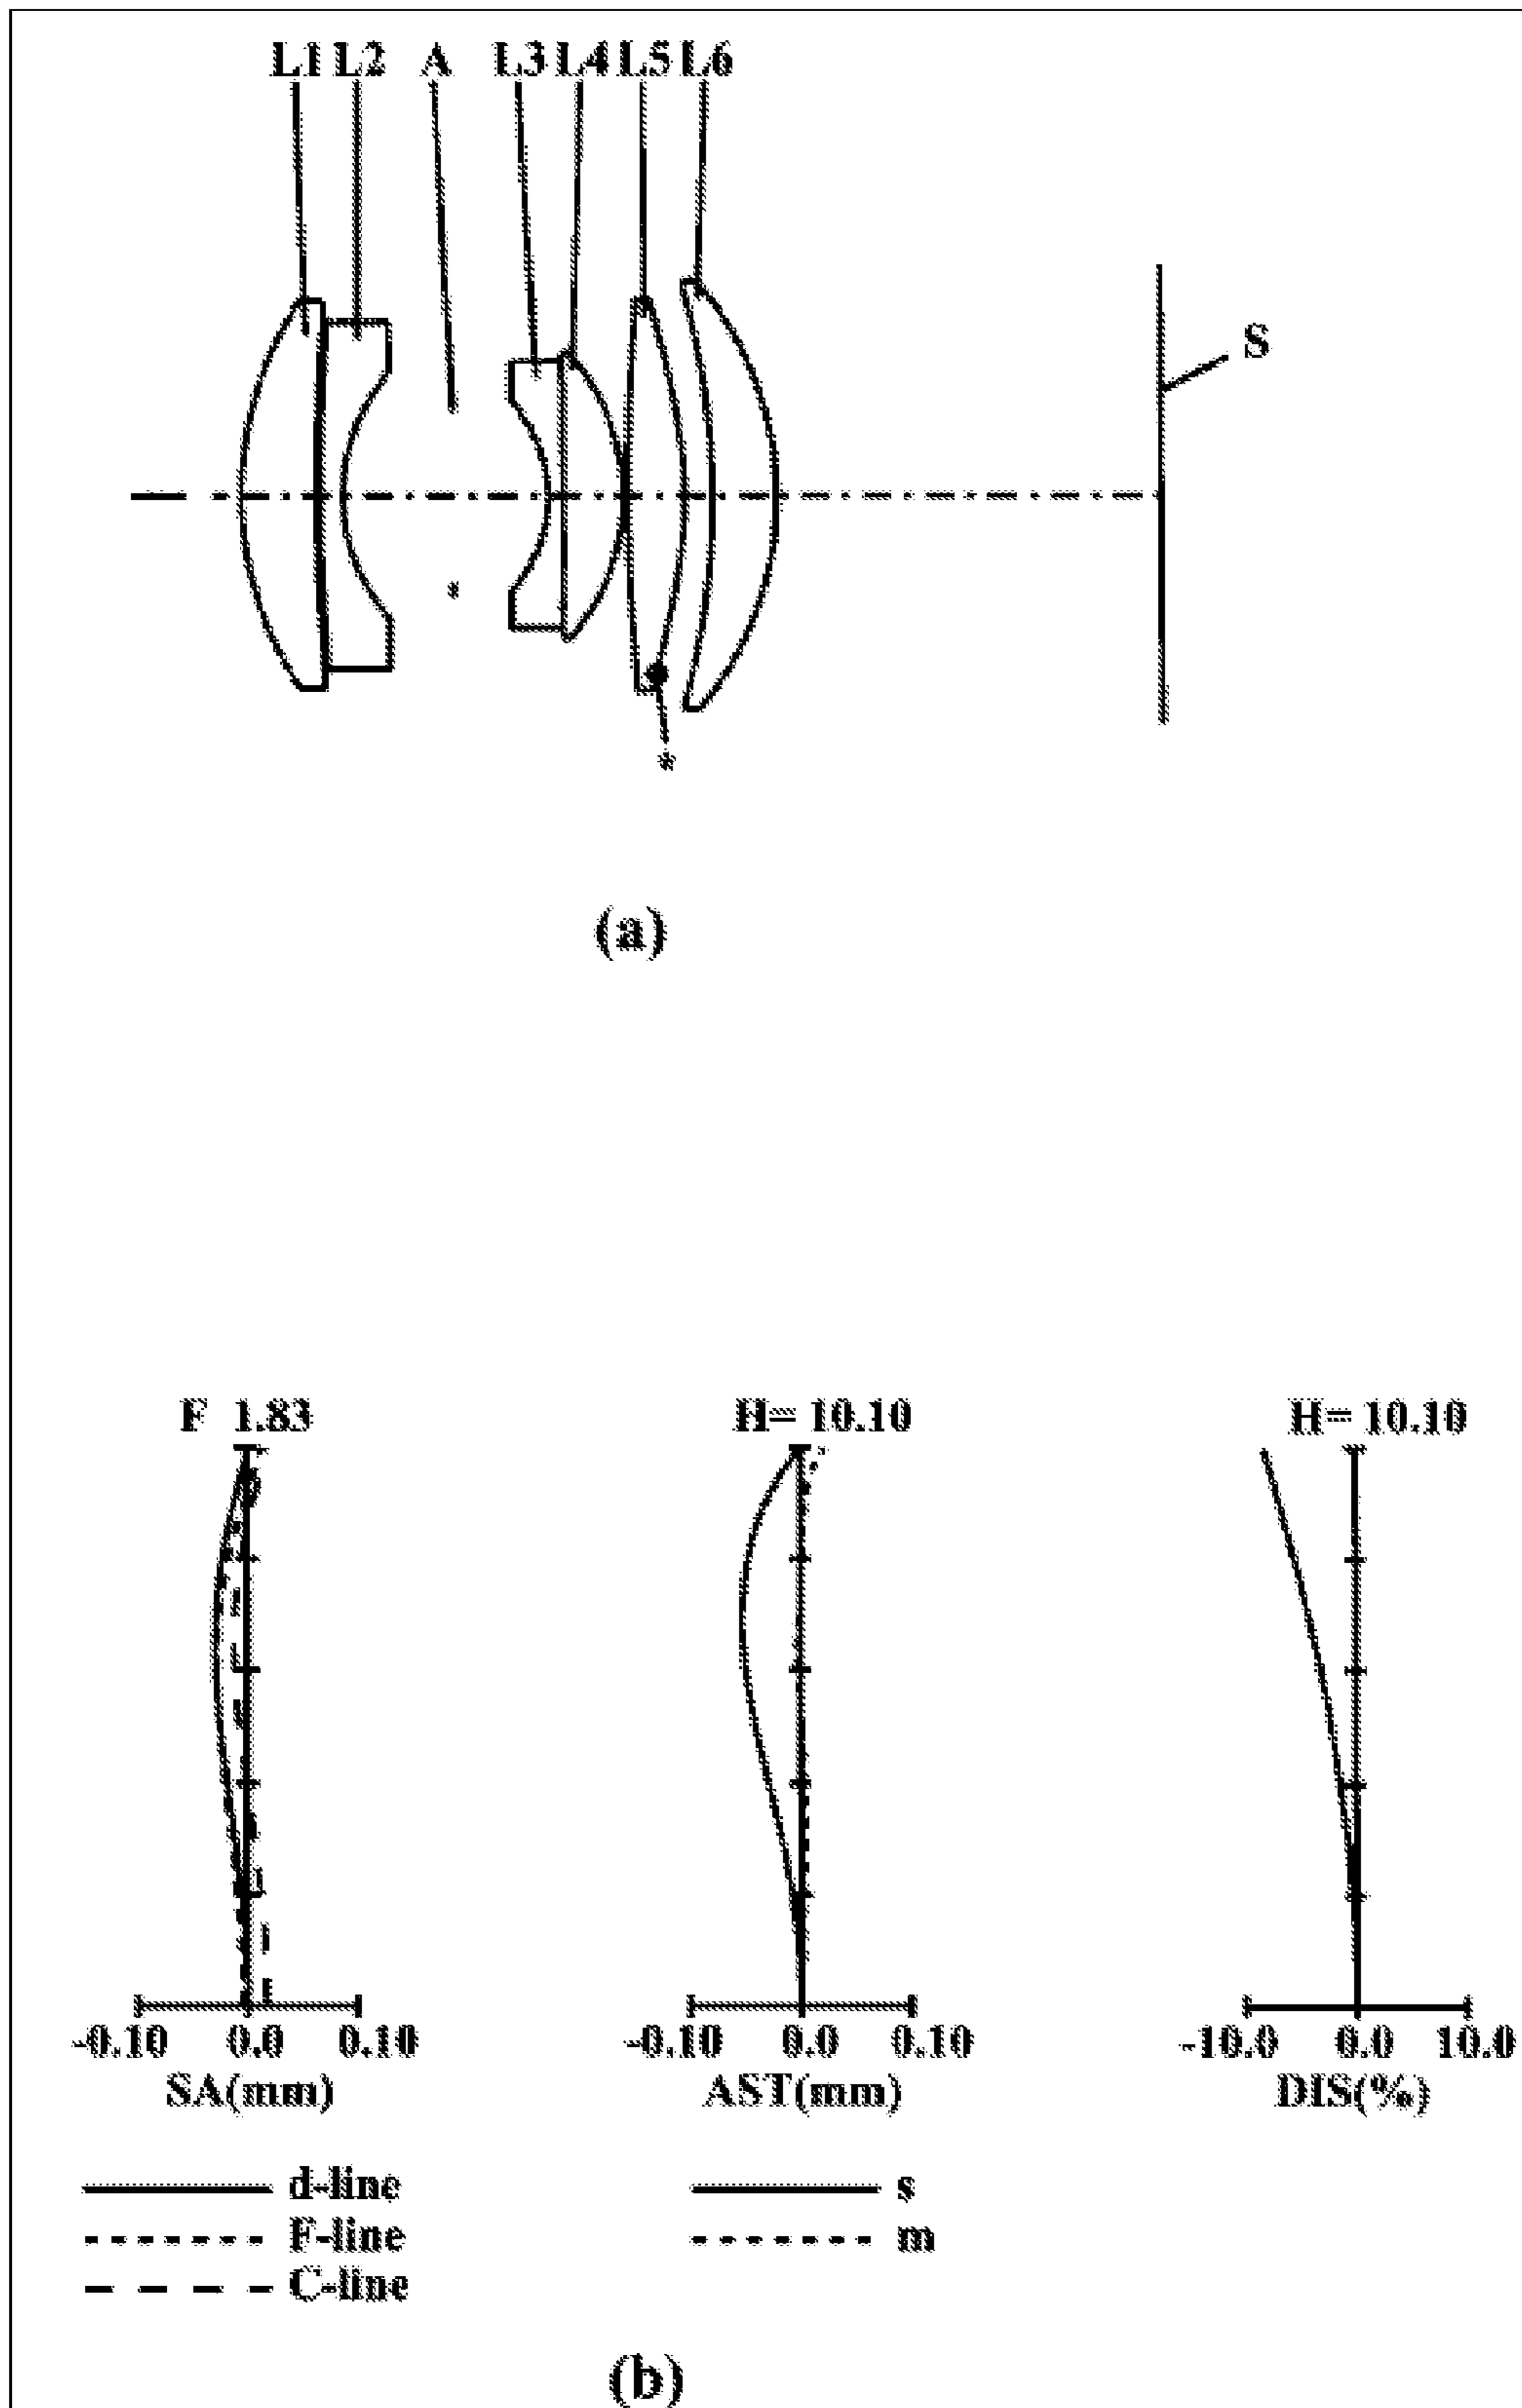 L1 L2 A L3 L4 L5 L6
S
*
(a)
F 1.83 H= 10.10 H= 10.10
-0.10 0.0 0.10 -0.10 0.0 0.10 -10.0 0.0 10.0
SA(mm) AST(mm) DIS(%)
d-line s
F-line m
C-line
(b)